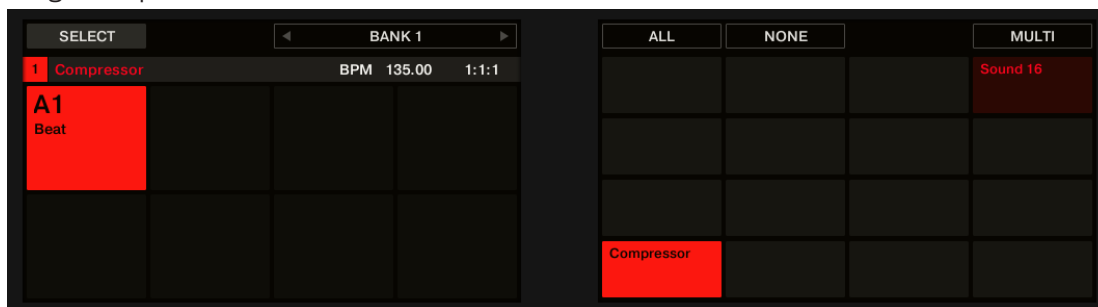 SELECT
BANK 1
ALL
NONE
MULTI
1 Compressor
BPM 135.00 1:1:1
Sound 16
A1
Beat
Compressor